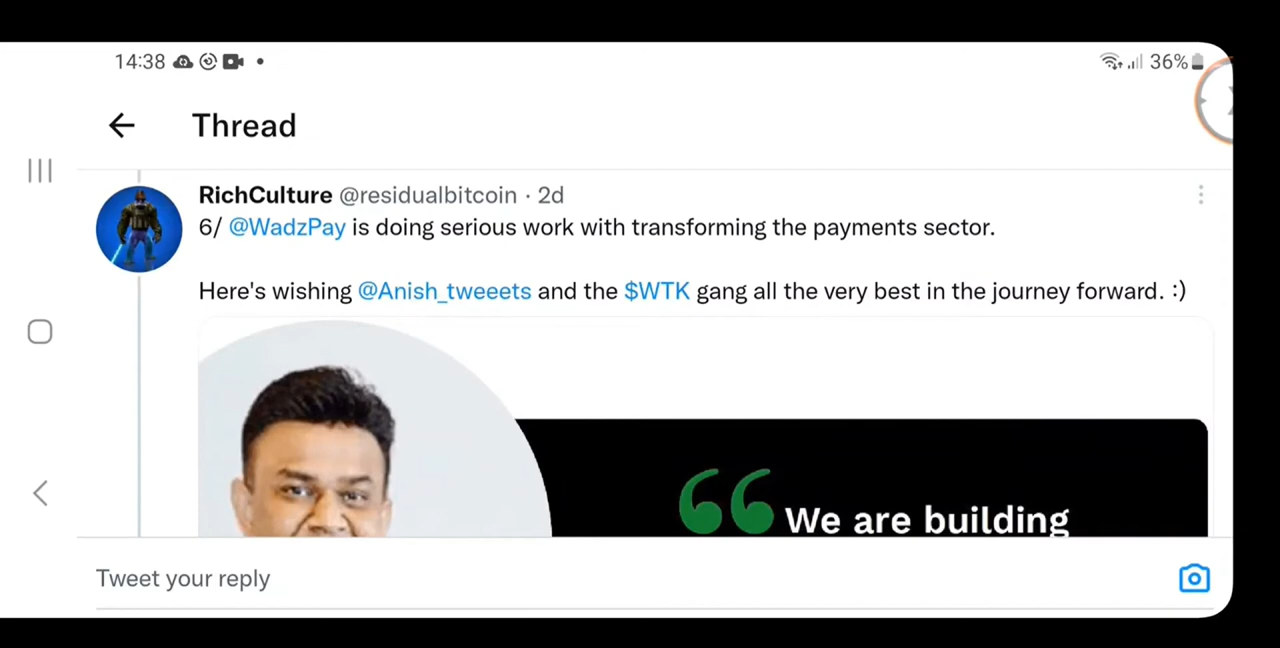 14:38
36%
Thread
RichCulture @residualbitcoin · 2d
6/ @WadzPay is doing serious work with transforming the payments sector.
Here's wishing @Anish_tweeets and the $WTK gang all the very best in the journey forward. :)
“We are building
Tweet your reply